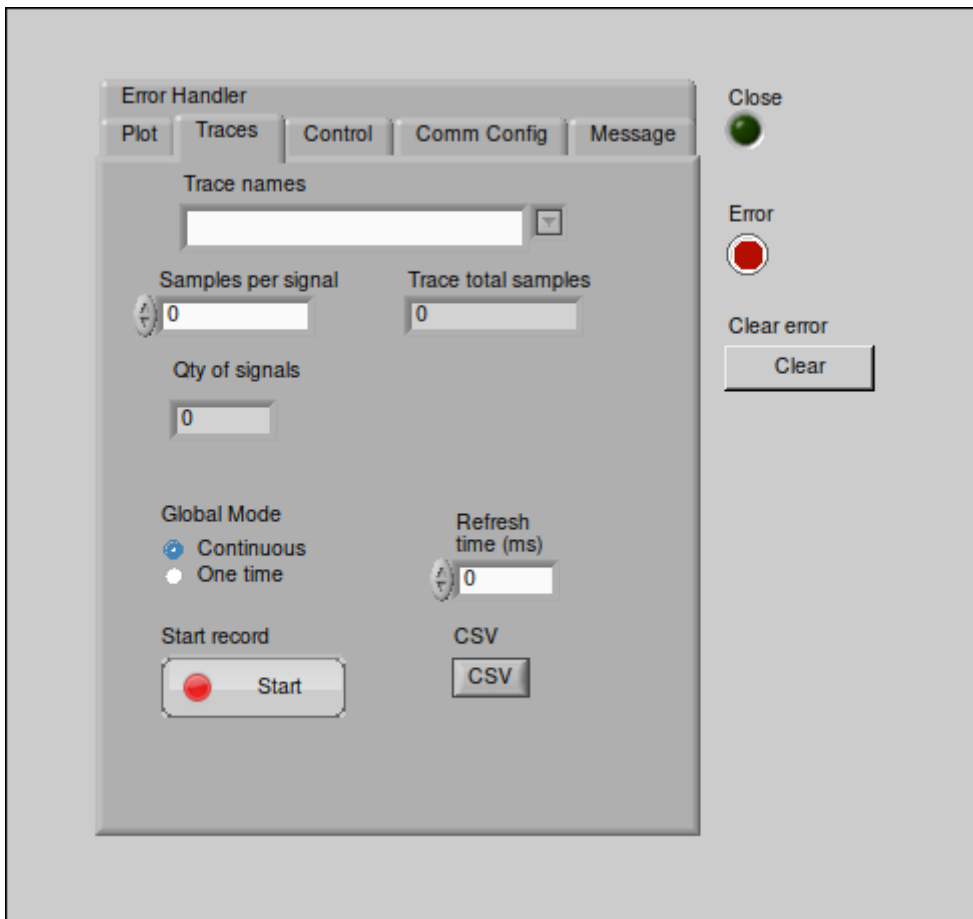 Error Handler
Plot
Traces
Control
Comm Config
Message
Trace names
Samples per signal
Trace total samples
0
0
Qty of signals
0
Global Mode
Continuous
One time
Refresh
time (ms)
0
Start record
Start
CSV
CSV
Close
Error
Clear error
Clear